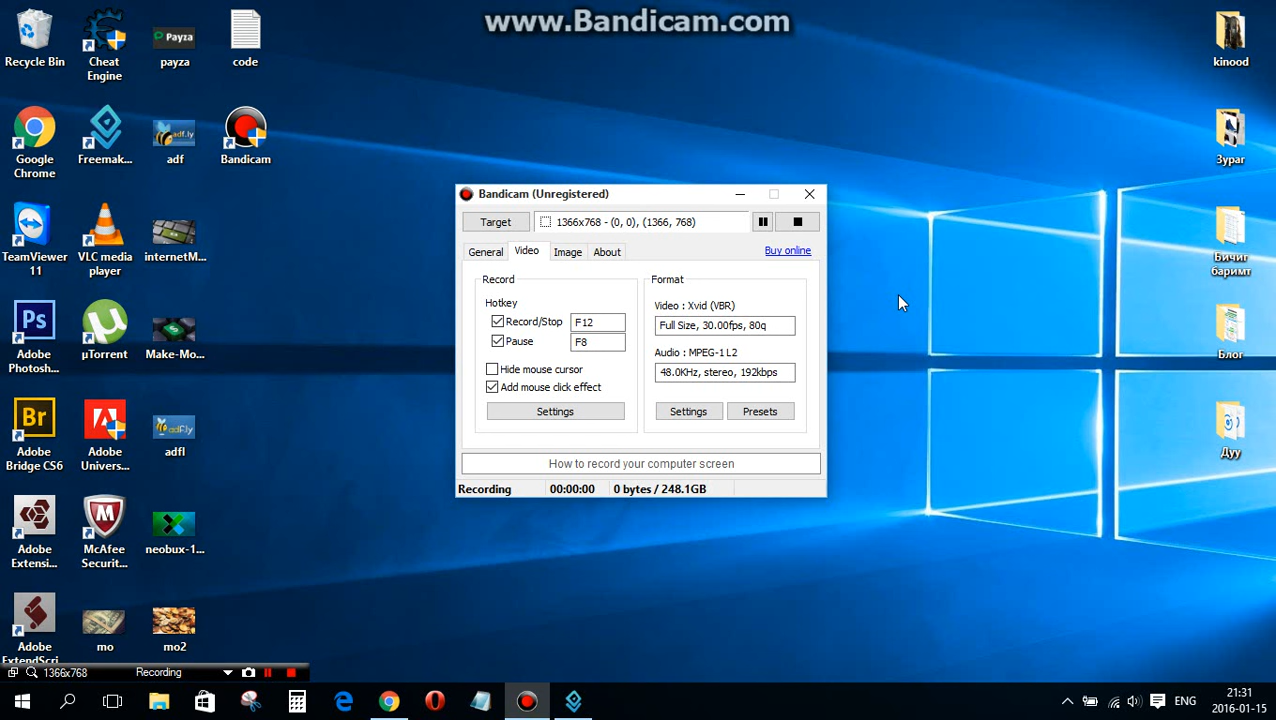 www.Bandicam.com
Recycle Bin
Cheat
Engine
Payza
payza
code
kinood
Google
Chrome
Freemak...
adf.ly
adf
Bandicam
Зураг
TeamViewer
11
VLC media
player
internetM...
Бичиг
баримт
Ps
Adobe
Photosh...
µTorrent
Make-Mo...
Блог
Br
Adobe
Bridge CS6
Adobe
Univers...
adfly
adfl
Дуу
Adobe
Extensi...
McAfee
Securit...
neobux-1...
Adobe
ExtendScri
mo
mo2
Bandicam (Unregistered)
Target
1366x768 - (0, 0), (1366, 768)
General
Video
Image
About
Buy online
Record
Hotkey
Record/Stop
F12
Pause
F8
Hide mouse cursor
Add mouse click effect
Settings
Format
Video : Xvid (VBR)
Full Size, 30.00fps, 80q
Audio : MPEG-1 L2
48.0KHz, stereo, 192kbps
Settings
Presets
How to record your computer screen
Recording
00:00:00
0 bytes / 248.1GB
1366x768
Recording
ENG
21:31
2016-01-15